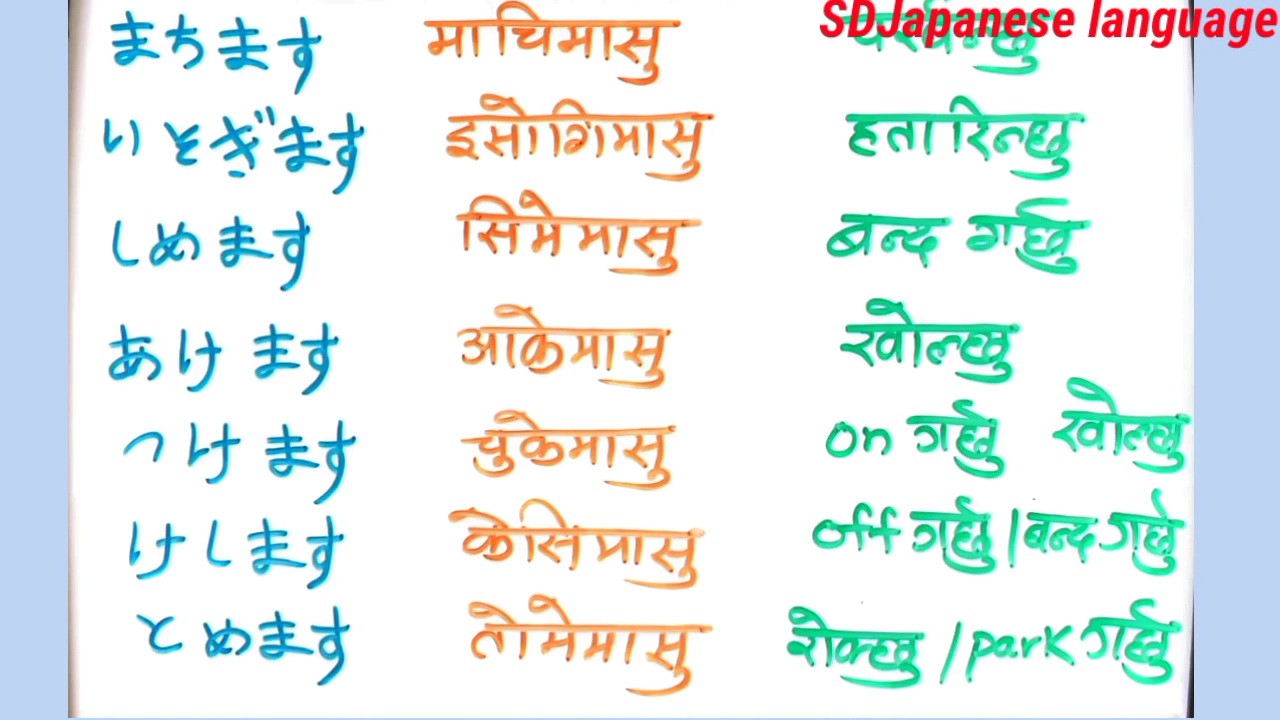 SDJapanese language
まちます माचिमासु
いそぎます इसोगिमासु हतारिन्छु
しめます सिमेमासु बन्द गर्छु
あけます आकेमासु खोल्छु
つけます चुकेमासु on गर्छु खोल्छु
けします केसिमासु off गर्छु / बन्द गर्छु
とめます तोमेमासु रोक्छु / park गर्छु